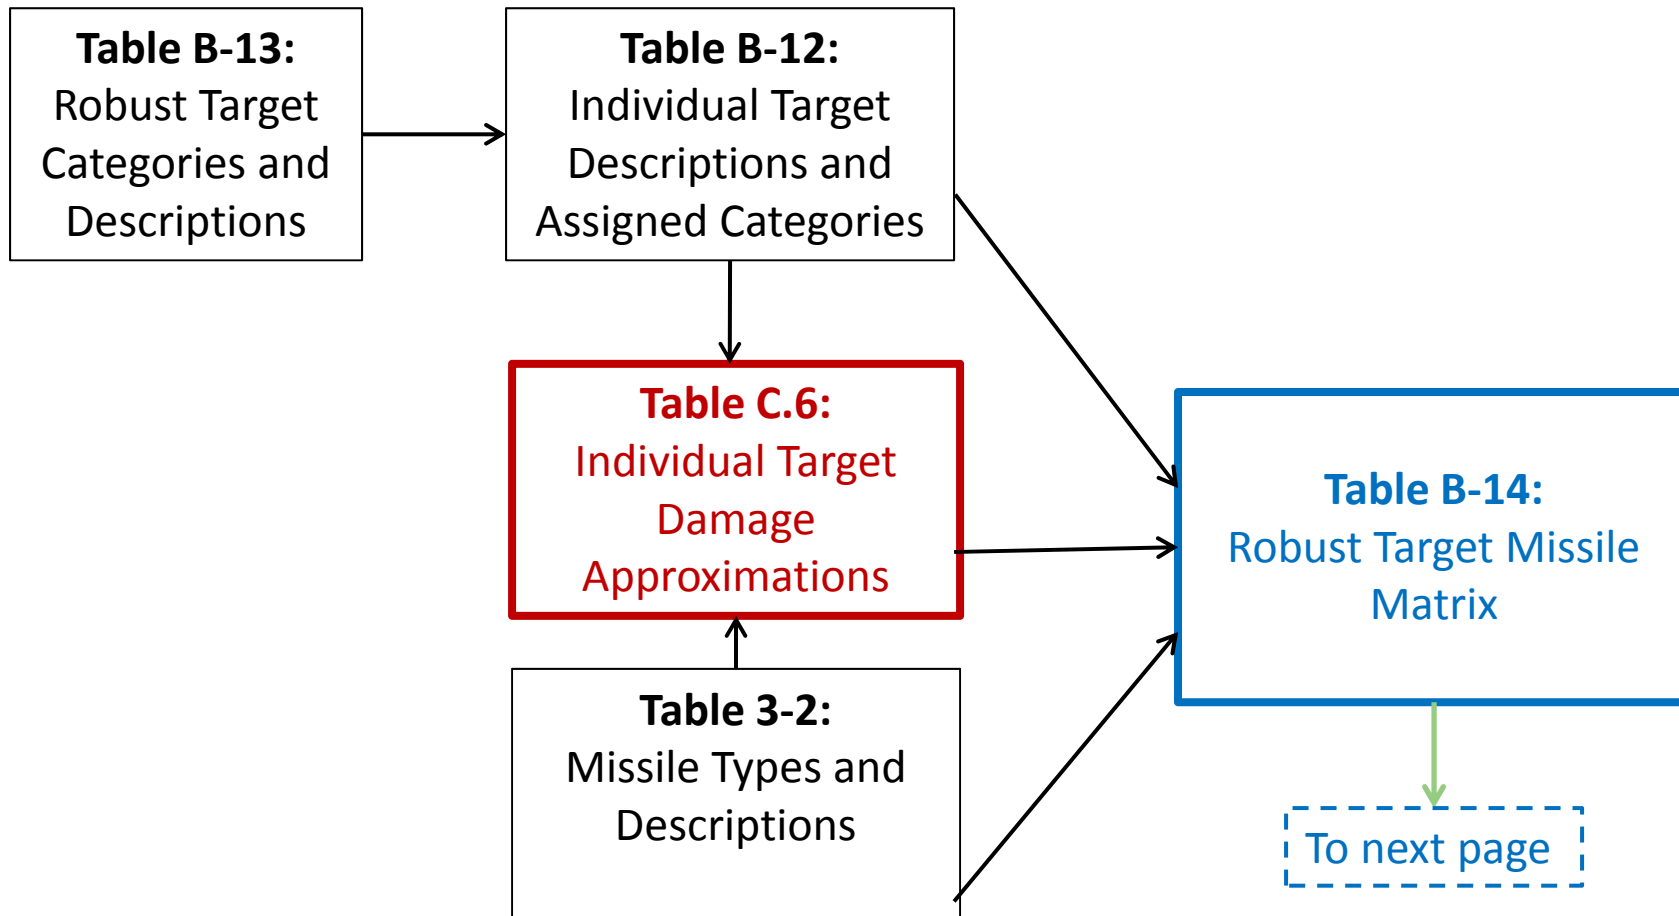 Table B-13:
Robust Target
Categories and
Descriptions
Table B-12:
Individual Target
Descriptions and
Assigned Categories
Table C.6:
Individual Target
Damage
Approximations
Table B-14:
Robust Target Missile
Matrix
Table 3-2:
Missile Types and
Descriptions
To next page